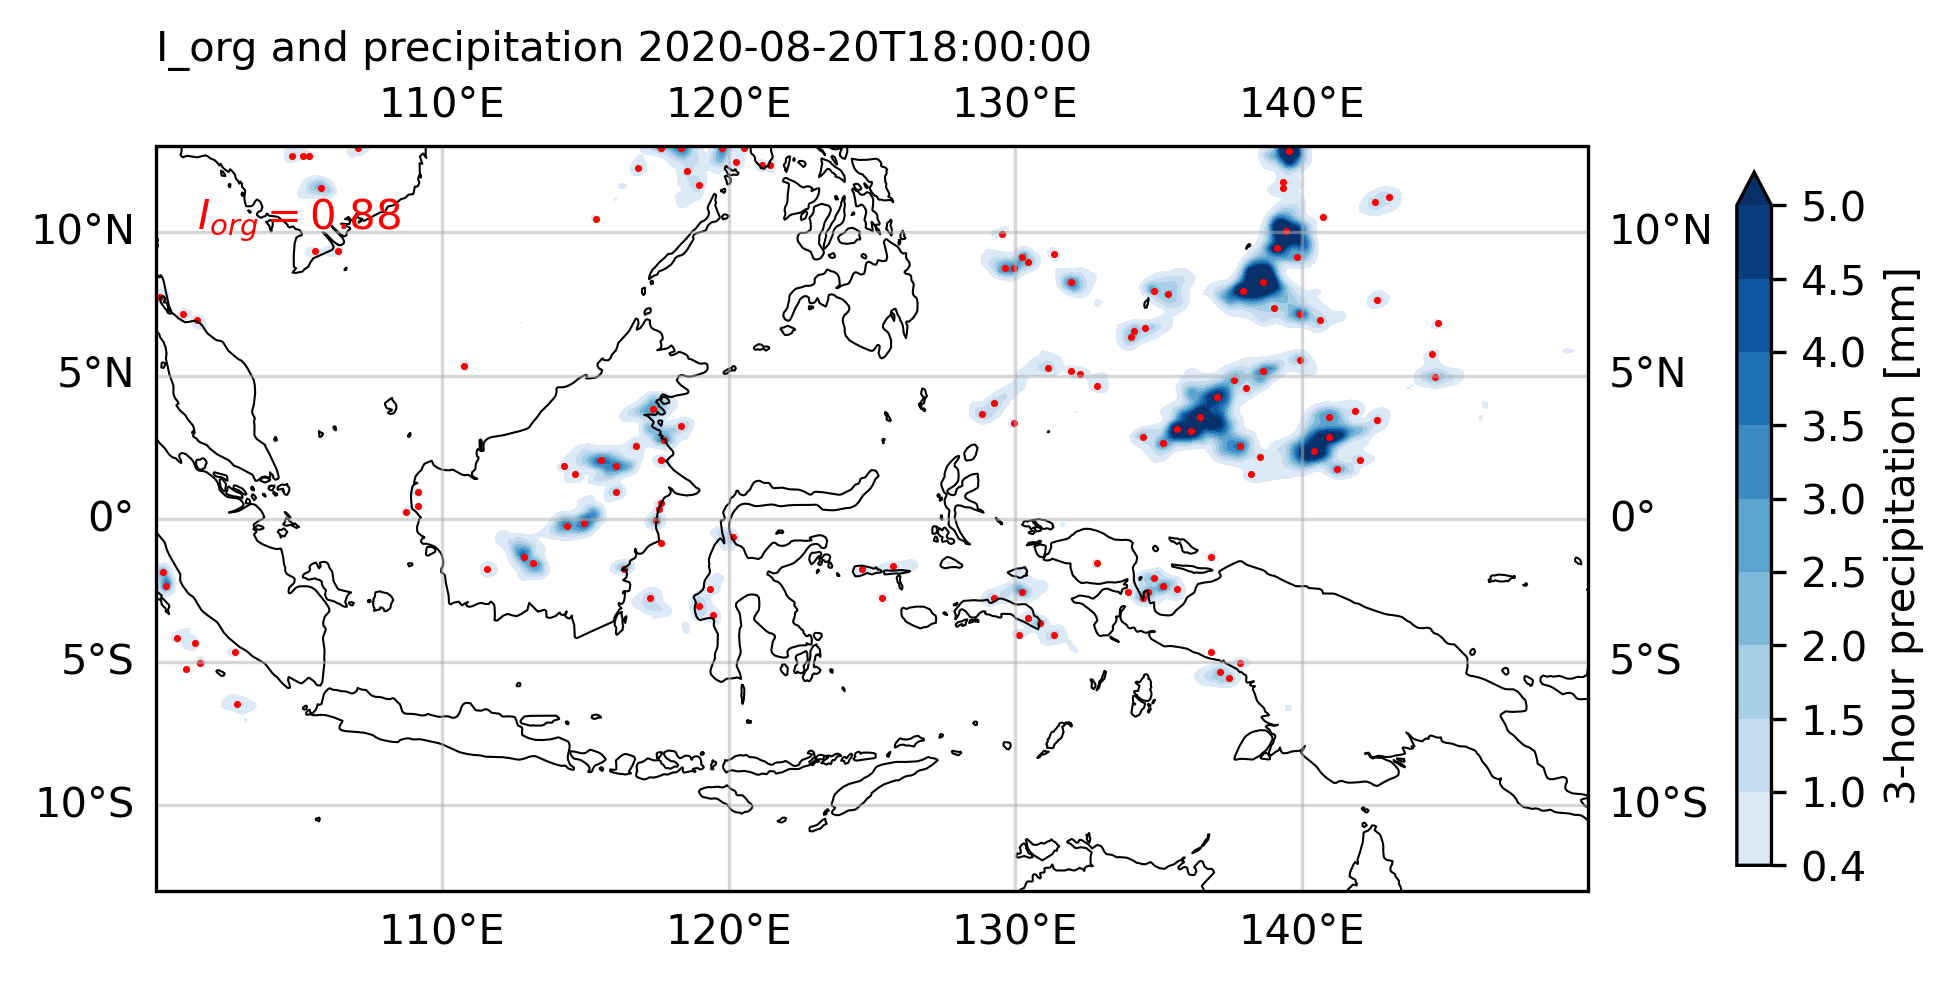 I_org and precipitation 2020-08-20T18:00:00
110°E 120°E 130°E 140°E
I_org = 0.88
10°N 10°N
5°N 5°N
0° 0°
5°S 5°S
10°S 10°S
110°E 120°E 130°E 140°E
5.0
4.5
4.0
3.5
3.0
2.5
2.0
1.5
1.0
0.4
3-hour precipitation [mm]